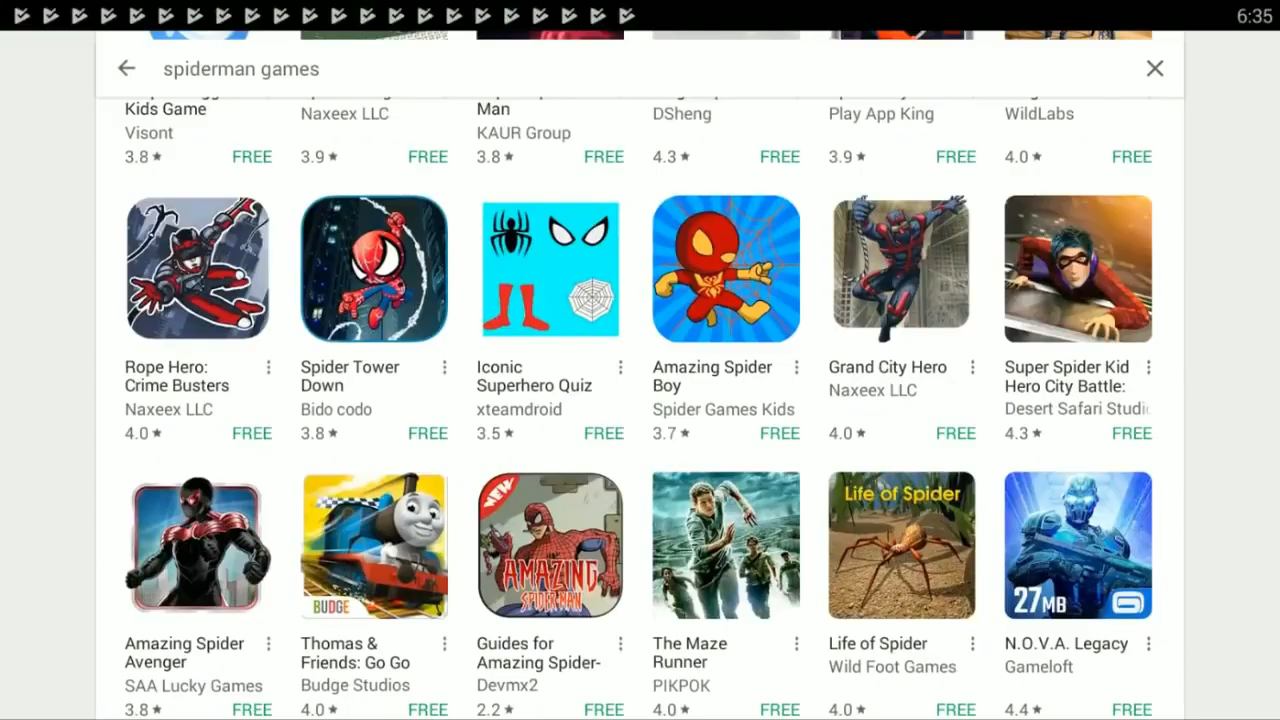 6:35
spiderman games
Kids Game
Visont
3.8 ★ FREE
Naxeex LLC
3.9 ★ FREE
Man
KAUR Group
3.8 ★ FREE
DSheng
4.3 ★ FREE
Play App King
3.9 ★ FREE
WildLabs
4.0 ★ FREE
Rope Hero:
Crime Busters
Naxeex LLC
4.0 ★ FREE
Spider Tower
Down
Bido codo
3.8 ★ FREE
Iconic
Superhero Quiz
xteamdroid
3.5 ★ FREE
Amazing Spider
Boy
Spider Games Kids
3.7 ★ FREE
Grand City Hero
Naxeex LLC
4.0 ★ FREE
Super Spider Kid
Hero City Battle:
Desert Safari Studi
4.3 ★ FREE
Amazing Spider
Avenger
SAA Lucky Games
3.8 ★ FREE
BUDGE
Thomas &
Friends: Go Go
Budge Studios
4.0 ★ FREE
NEW
AMAZING
SPIDER-MAN
Guides for
Amazing Spider-
Devmx2
2.2 ★ FREE
The Maze
Runner
PIKPOK
4.0 ★ FREE
Life of Spider
Life of Spider
Wild Foot Games
4.0 ★ FREE
27MB
N.O.V.A. Legacy
Gameloft
4.4 ★ FREE